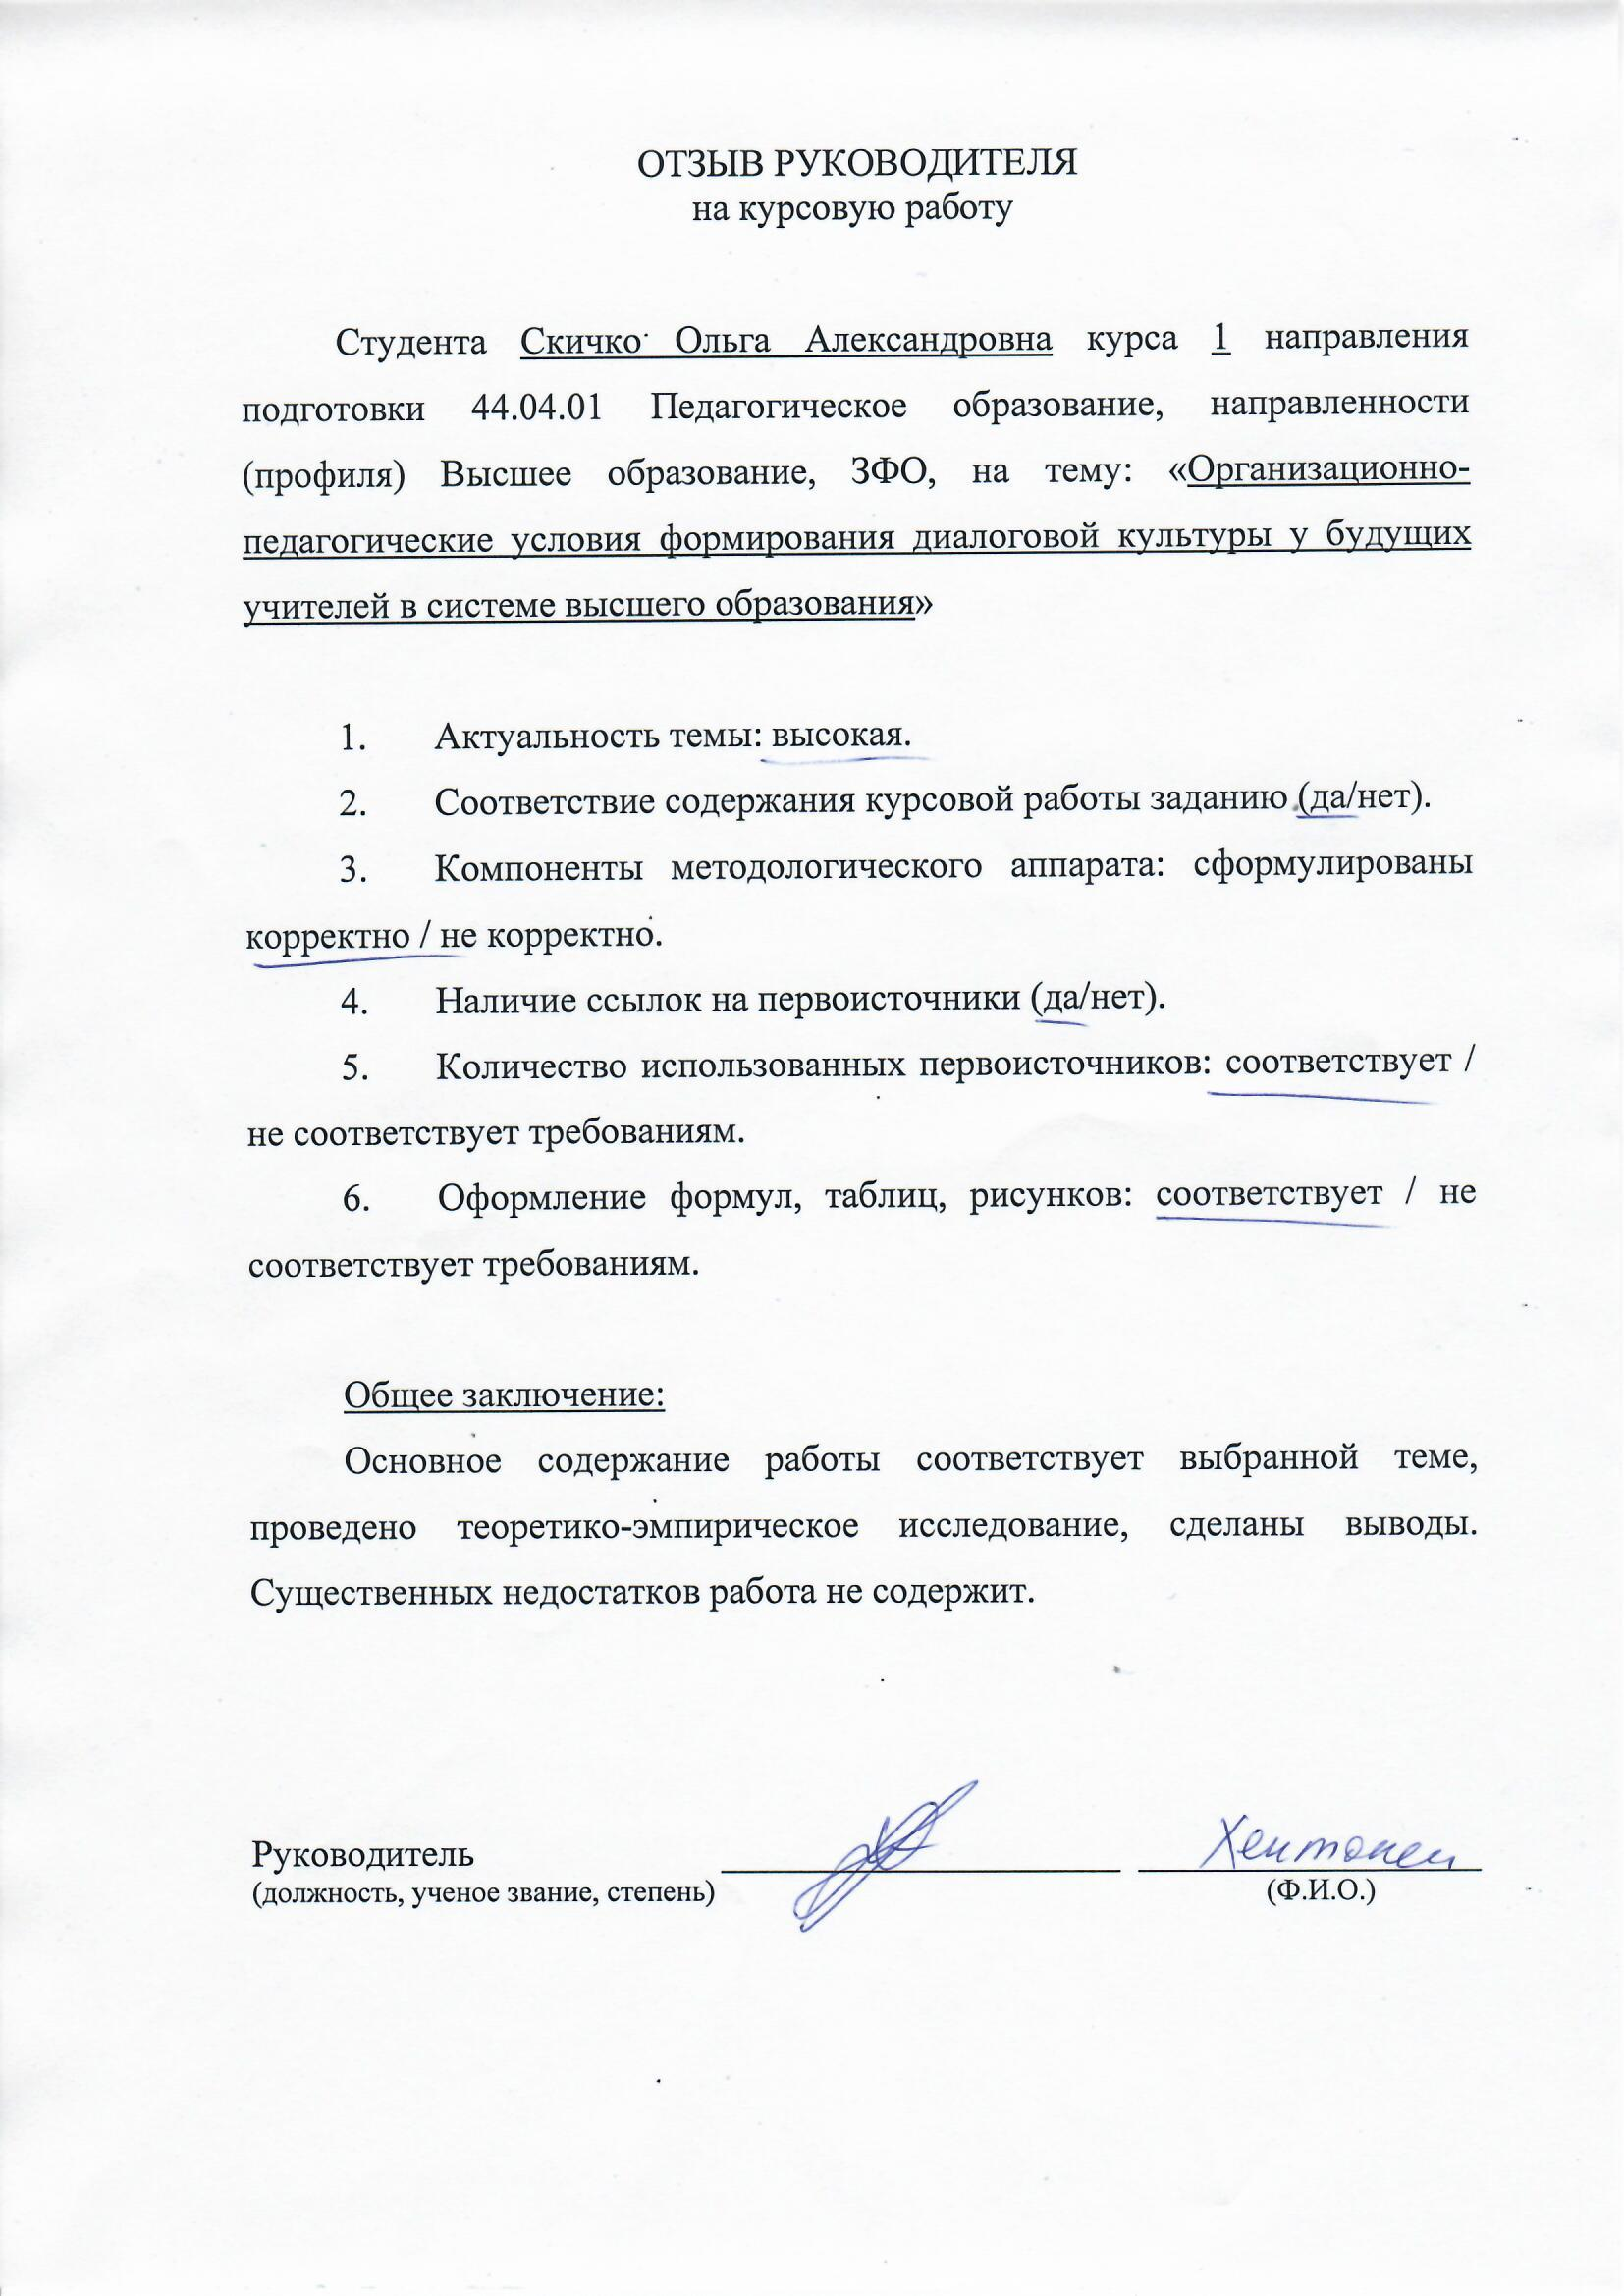 ОТЗЫВ РУКОВОДИТЕЛЯ
на курсовую работу
Студента Скичко Ольга Александровна курса 1 направления
подготовки 44.04.01 Педагогическое образование, направленности
(профиля) Высшее образование, ЗФО, на тему: «Организационно-
педагогические условия формирования диалоговой культуры у будущих
учителей в системе высшего образования»
1. Актуальность темы: высокая.
2. Соответствие содержания курсовой работы заданию (да/нет).
3. Компоненты методологического аппарата: сформулированы
корректно / не корректно.
4. Наличие ссылок на первоисточники (да/нет).
5. Количество использованных первоисточников: соответствует /
не соответствует требованиям.
6. Оформление формул, таблиц, рисунков: соответствует / не
соответствует требованиям.
Общее заключение:
Основное содержание работы соответствует выбранной теме,
проведено теоретико-эмпирическое исследование, сделаны выводы.
Существенных недостатков работа не содержит.
Руководитель
(должность, ученое звание, степень) (Ф.И.О.)